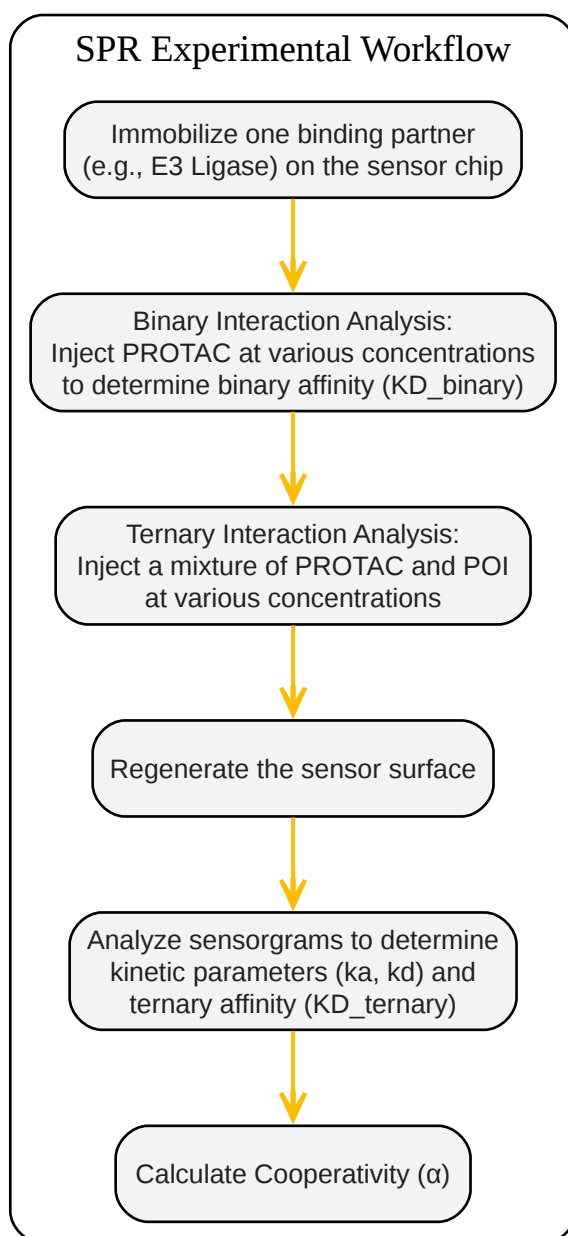 SPR Experimental Workflow
Immobilize one binding partner
(e.g., E3 Ligase) on the sensor chip
Binary Interaction Analysis:
Inject PROTAC at various concentrations
to determine binary affinity (KD_binary)
Ternary Interaction Analysis:
Inject a mixture of PROTAC and POI
at various concentrations
Regenerate the sensor surface
Analyze sensorgrams to determine
kinetic parameters (ka, kd) and
ternary affinity (KD_ternary)
Calculate Cooperativity (α)